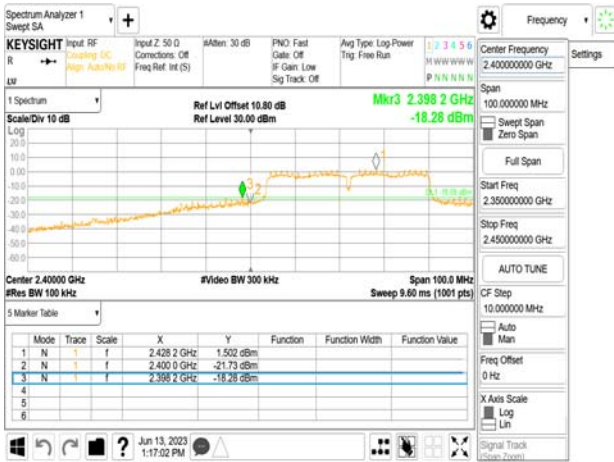 Spectrum Analyzer 1
Swept SA
+
Frequency
KEYSIGHT Input: RF Input Z: 50 Ω #Atten: 30 dB PNO: Fast Avg Type: Log-Power 1 2 3 4 5 6
R Coupling: DC Corrections: Off Gate: Off Trig: Free Run M W W W W W
Align: Auto/No RF Freq Ref: Int (S) IF Gain: Low
Sig Track: Off P N N N N N
LXI
1 Spectrum Ref Lvl Offset 10.80 dB Mkr3 2.398 2 GHz
Scale/Div 10 dB Ref Level 30.00 dBm -18.28 dBm
Log
20.0
10.0
0.00
-10.0
-20.0
-30.0
-40.0
-50.0
-60.0
1
2
3
Center 2.40000 GHz #Video BW 300 kHz Span 100.0 MHz
#Res BW 100 kHz Sweep 9.60 ms (1001 pts)
5 Marker Table
Mode Trace Scale X Y Function Function Width Function Value
1 N 1 f 2.428 2 GHz 1.502 dBm
2 N 1 f 2.400 0 GHz -21.73 dBm
3 N 1 f 2.398 2 GHz -18.28 dBm
4
5
6
?
Jun 13, 2023
1:17:02 PM
Center Frequency
2.400000000 GHz
Settings
Span
100.000000 MHz
Swept Span
Zero Span
Full Span
Start Freq
2.350000000 GHz
Stop Freq
2.450000000 GHz
AUTO TUNE
CF Step
10.000000 MHz
Auto
Man
Freq Offset
0 Hz
X Axis Scale
Log
Lin
Signal Track
(Span Zoom)